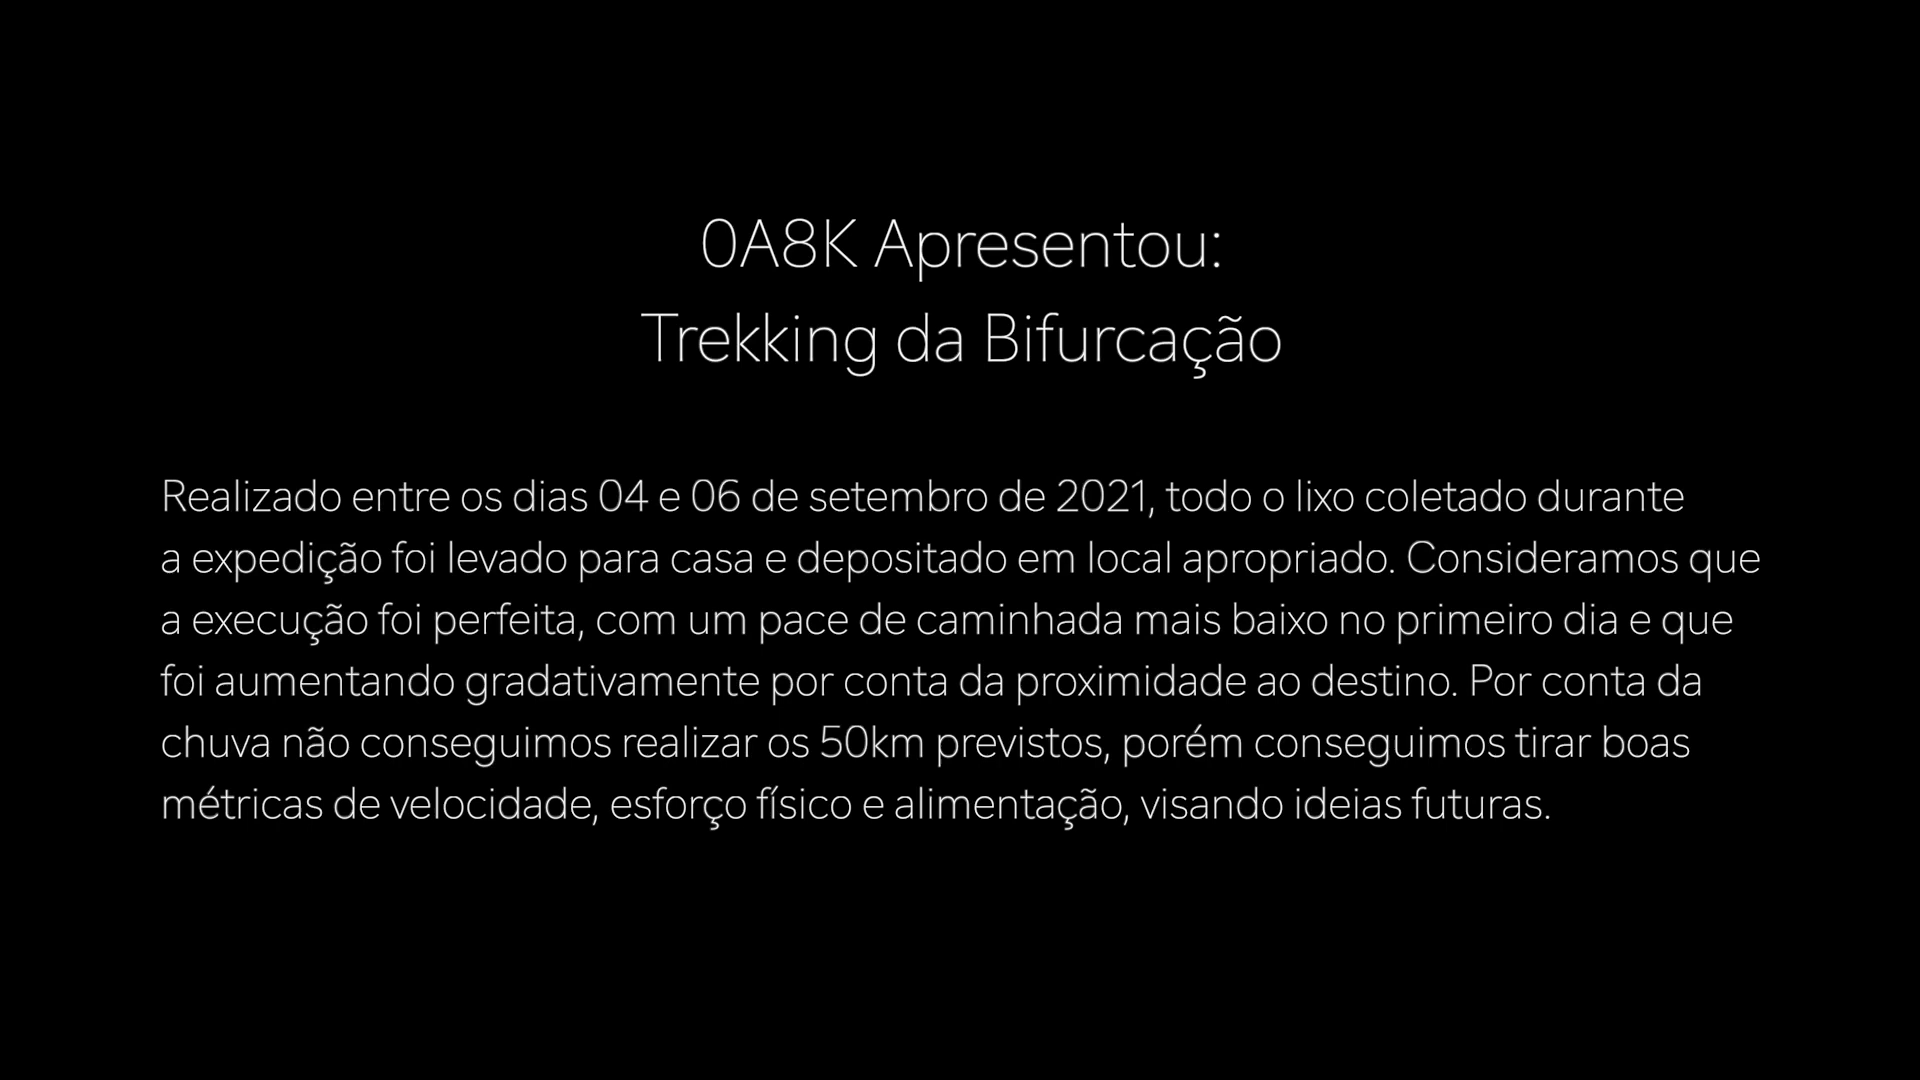 0A8K Apresentou:
Trekking da Bifurcação
Realizado entre os dias 04 e 06 de setembro de 2021, todo o lixo coletado durante
a expedição foi levado para casa e depositado em local apropriado. Consideramos que
a execução foi perfeita, com um pace de caminhada mais baixo no primeiro dia e que
foi aumentando gradativamente por conta da proximidade ao destino. Por conta da
chuva não conseguimos realizar os 50km previstos, porém conseguimos tirar boas
métricas de velocidade, esforço físico e alimentação, visando ideias futuras.